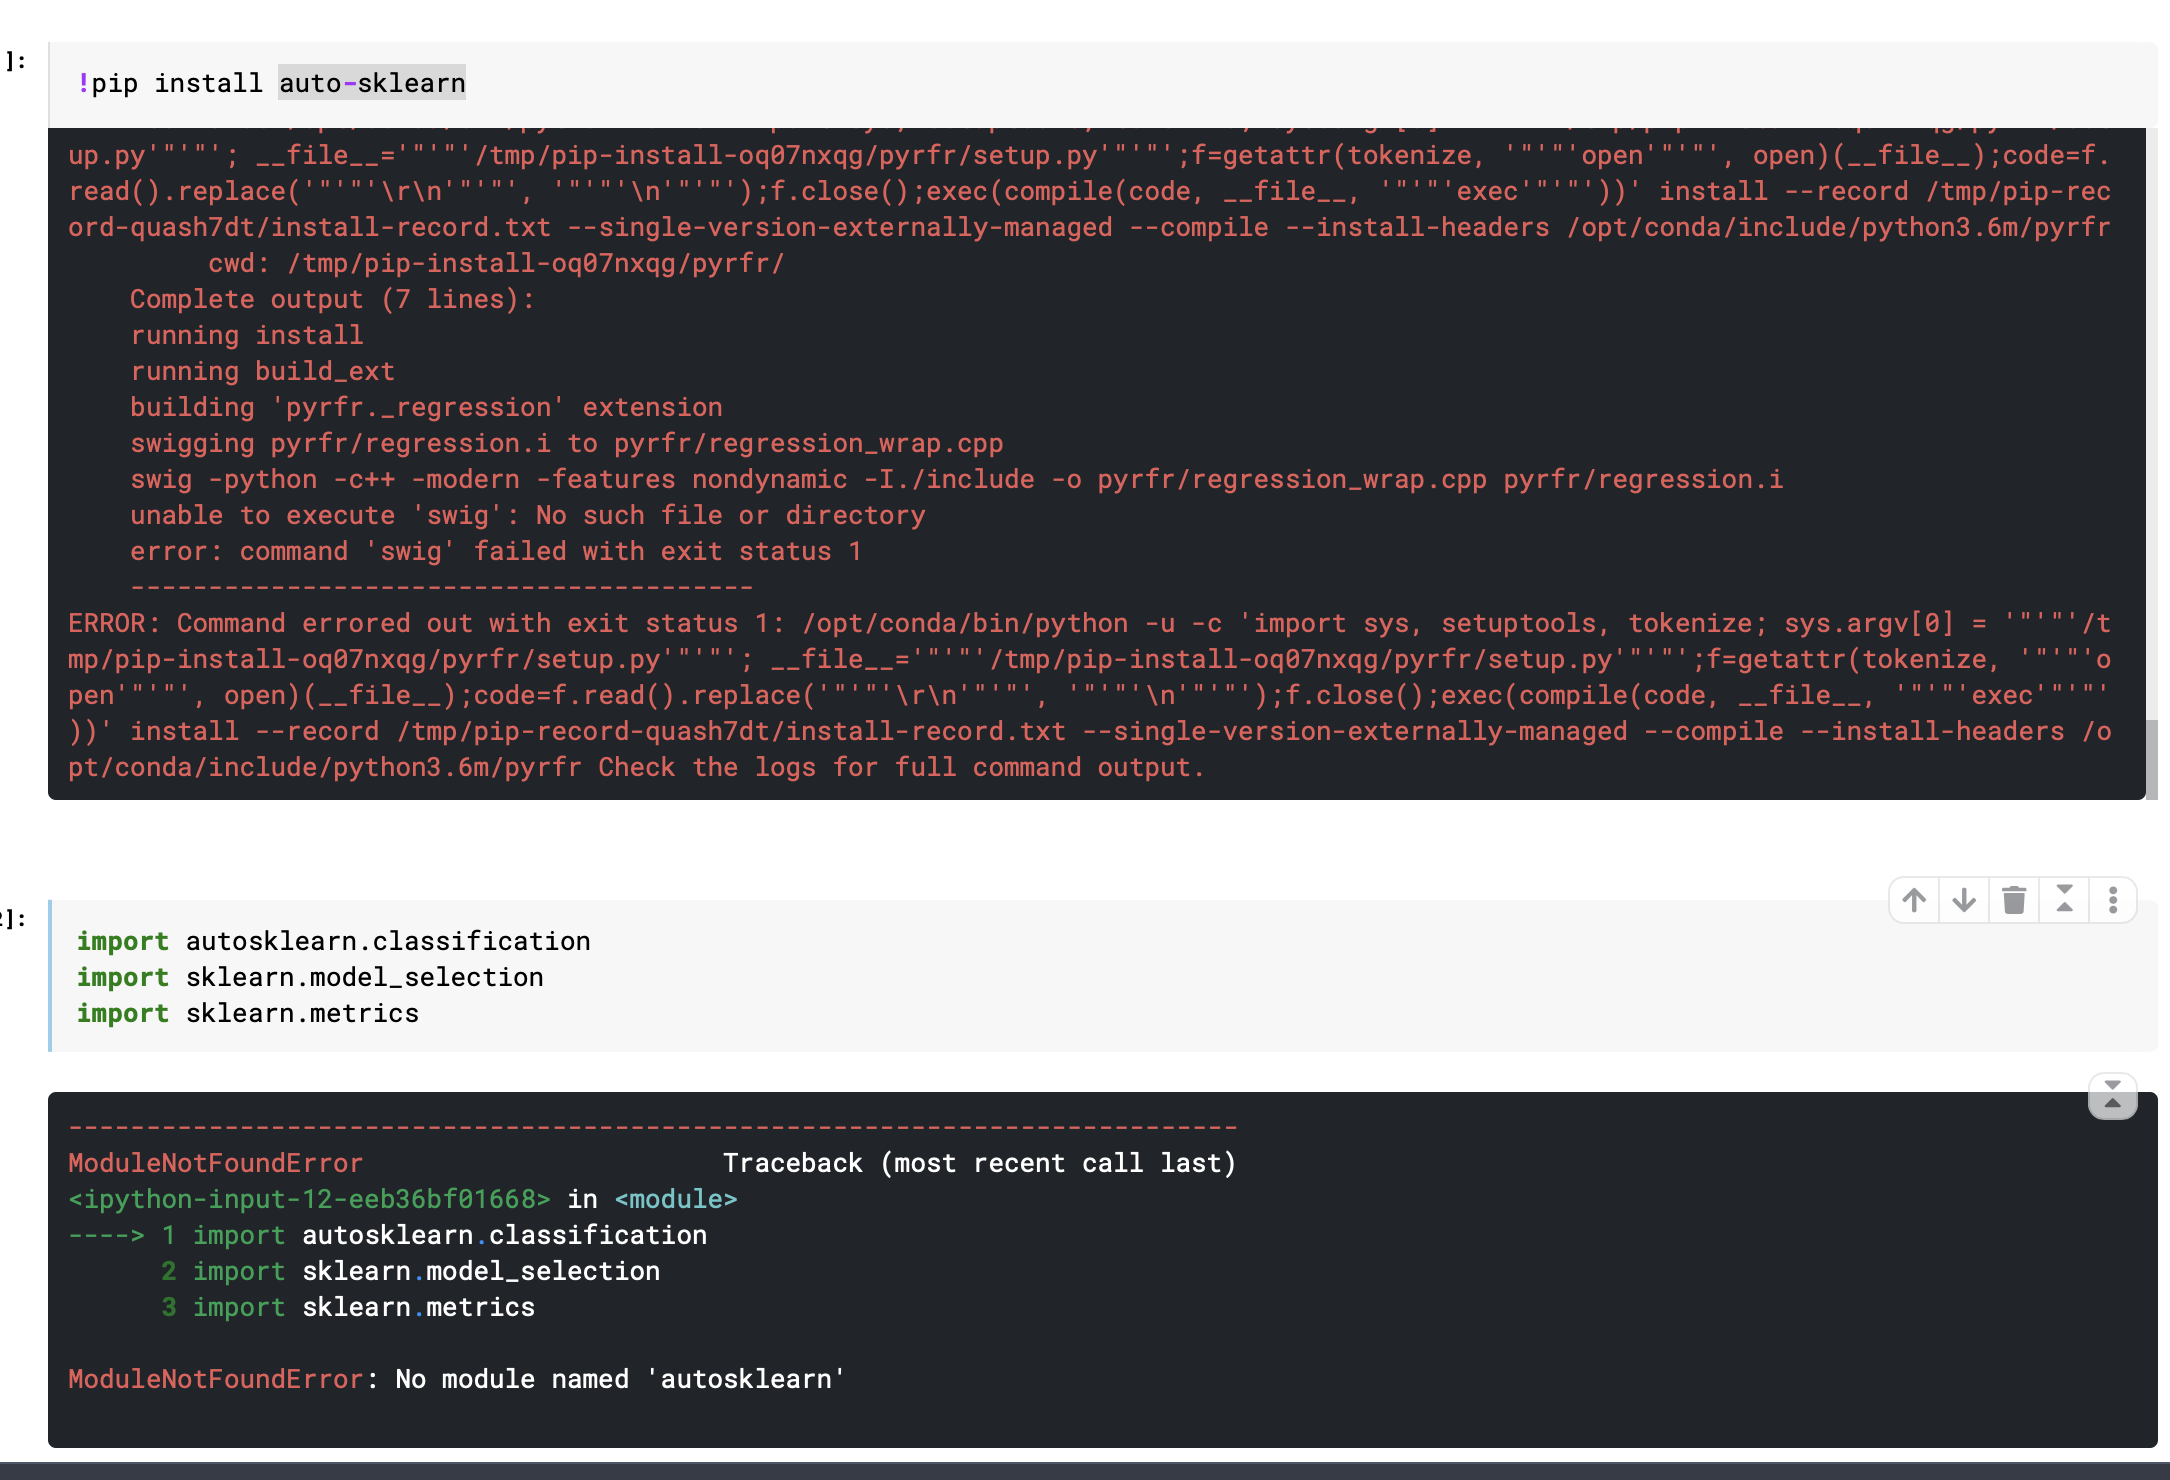 ]:
!pip install auto-sklearn
up.py'"'"'; __file__='"'"'/tmp/pip-install-oq07nxqg/pyrfr/setup.py'"'"';f=getattr(tokenize, '"'"'open'"'"', open)(__file__);code=f.
read().replace('"'"'\r\n'"'"', '"'"'\n'"'"');f.close();exec(compile(code, __file__, '"'"'exec'"'"'))' install --record /tmp/pip-rec
ord-quash7dt/install-record.txt --single-version-externally-managed --compile --install-headers /opt/conda/include/python3.6m/pyrfr
cwd: /tmp/pip-install-oq07nxqg/pyrfr/
Complete output (7 lines):
running install
running build_ext
building 'pyrfr._regression' extension
swigging pyrfr/regression.i to pyrfr/regression_wrap.cpp
swig -python -c++ -modern -features nondynamic -I./include -o pyrfr/regression_wrap.cpp pyrfr/regression.i
unable to execute 'swig': No such file or directory
error: command 'swig' failed with exit status 1
----------------------------------------
ERROR: Command errored out with exit status 1: /opt/conda/bin/python -u -c 'import sys, setuptools, tokenize; sys.argv[0] = '"'"'/t
mp/pip-install-oq07nxqg/pyrfr/setup.py'"'"'; __file__='"'"'/tmp/pip-install-oq07nxqg/pyrfr/setup.py'"'"';f=getattr(tokenize, '"'"'o
pen'"'"', open)(__file__);code=f.read().replace('"'"'\r\n'"'"', '"'"'\n'"'"');f.close();exec(compile(code, __file__, '"'"'exec'"'"'
))' install --record /tmp/pip-record-quash7dt/install-record.txt --single-version-externally-managed --compile --install-headers /o
pt/conda/include/python3.6m/pyrfr Check the logs for full command output.
]:
import autosklearn.classification
import sklearn.model_selection
import sklearn.metrics
---------------------------------------------------------------------------
ModuleNotFoundError Traceback (most recent call last)
<ipython-input-12-eeb36bf01668> in <module>
----> 1 import autosklearn.classification
2 import sklearn.model_selection
3 import sklearn.metrics
ModuleNotFoundError: No module named 'autosklearn'